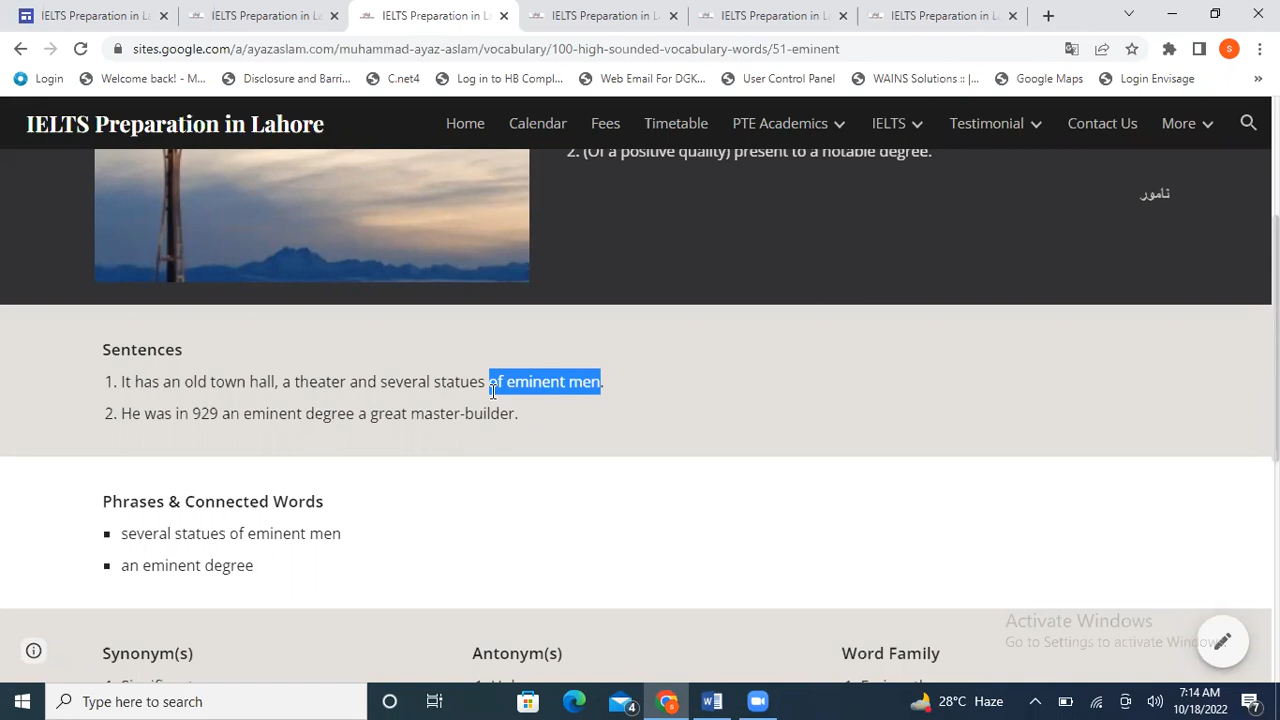 IELTS Preparation in L
IELTS Preparation in Lahore
IELTS Preparation in L
IELTS Preparation in L
IELTS Preparation in L
IELTS Preparation in L
sites.google.com/a/ayazaslam.com/muhammad-ayaz-aslam/vocabulary/100-high-sounded-vocabulary-words/51-eminent
S
Login
Welcome back! - M...
Disclosure and Barri...
C.net4
Log in to HB Compl...
Web Email For DGK...
User Control Panel
WAINS Solutions :: |...
Google Maps
Login Envisage
IELTS Preparation in Lahore
Home
Calendar
Fees
Timetable
PTE Academics
IELTS
Testimonial
Contact Us
More
2. (Of a positive quality) present to a notable degree.
نامور
Sentences
1. It has an old town hall, a theater and several statues of eminent men.
2. He was in 929 an eminent degree a great master-builder.
Phrases & Connected Words
several statues of eminent men
an eminent degree
Activate Windows
Go to Settings to activate Windows.
Synonym(s)
Antonym(s)
Word Family
Type here to search
4
28°C Haze
7:14 AM
10/18/2022
7